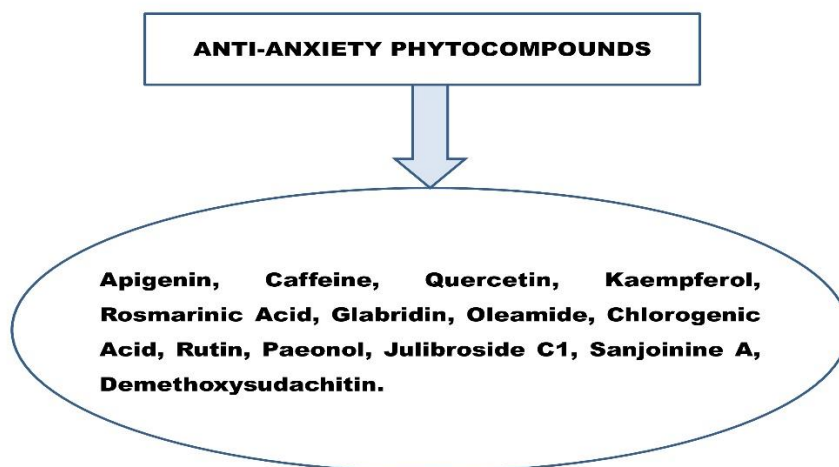 ANTI-ANXIETY PHYTOCOMPOUNDS
Apigenin, Caffeine, Quercetin, Kaempferol,
Rosmarinic Acid, Glabridin, Oleamide, Chlorogenic
Acid, Rutin, Paeonol, Julibroside C1, Sanjoinine A,
Demethoxysudachitin.